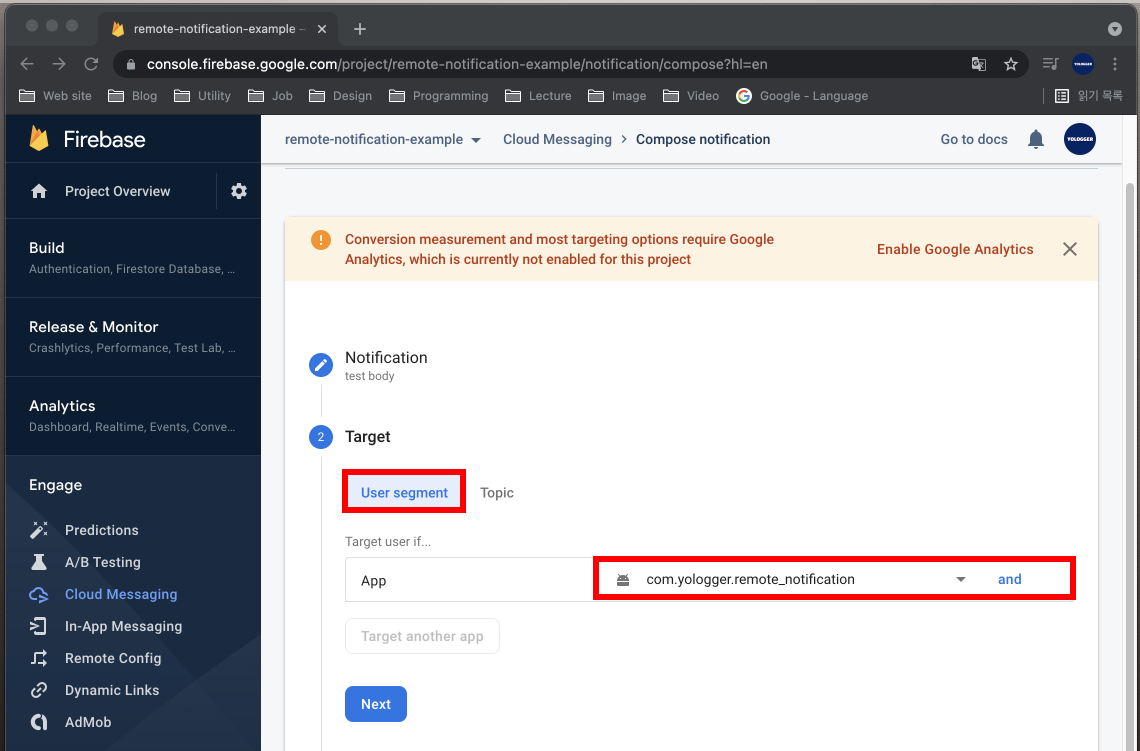 remote-notification-example –
console.firebase.google.com/project/remote-notification-example/notification/compose?hl=en
YOLOGGER
Web site
Blog
Utility
Job
Design
Programming
Lecture
Image
Video
Google - Language
읽기 목록
Firebase
remote-notification-example
Cloud Messaging
Compose notification
Go to docs
YOLOGGER
Project Overview
Build
Authentication, Firestore Database, ...
Release & Monitor
Crashlytics, Performance, Test Lab, ...
Analytics
Dashboard, Realtime, Events, Conve...
Engage
Predictions
A/B Testing
Cloud Messaging
In-App Messaging
Remote Config
Dynamic Links
AdMob
Conversion measurement and most targeting options require Google
Analytics, which is currently not enabled for this project
Enable Google Analytics
Notification
test body
2
Target
User segment
Topic
Target user if...
App
com.yologger.remote_notification
and
Target another app
Next